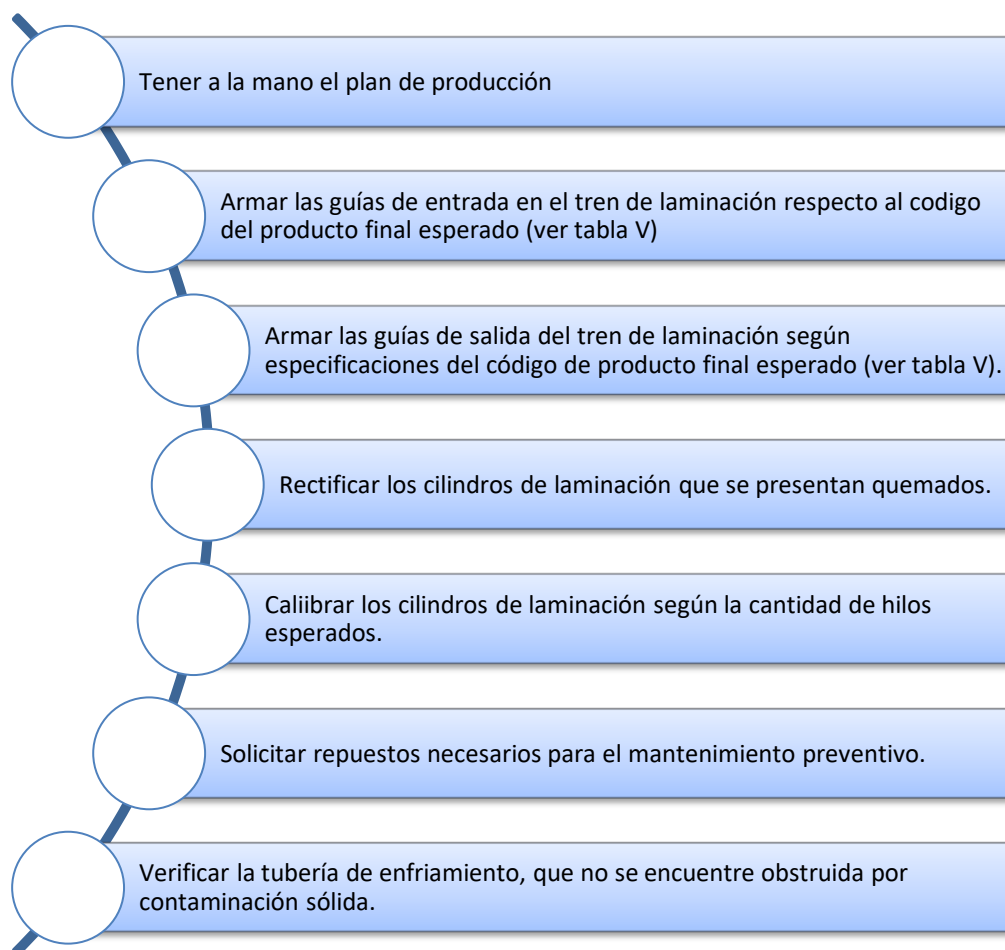 Tener a la mano el plan de producción
Armar las guías de entrada en el tren de laminación respecto al codigo
del producto final esperado (ver tabla V)
Armar las guías de salida del tren de laminación según
especificaciones del código de producto final esperado (ver tabla V).
Rectificar los cilindros de laminación que se presentan quemados.
Caliibrar los cilindros de laminación según la cantidad de hilos
esperados.
Solicitar repuestos necesarios para el mantenimiento preventivo.
Verificar la tubería de enfriamiento, que no se encuentre obstruida por
contaminación sólida.